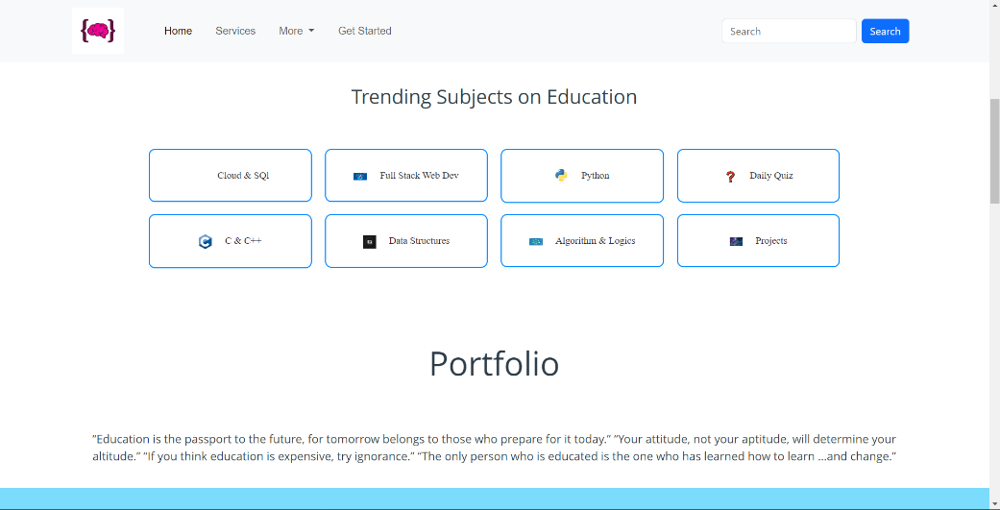 Home Services More Get Started Search Search
Trending Subjects on Education
Cloud & SQl Full Stack Web Dev Python Daily Quiz
C & C++ Data Structures Algorithm & Logics Projects
Portfolio
“Education is the passport to the future, for tomorrow belongs to those who prepare for it today.” “Your attitude, not your aptitude, will determine your
altitude.” “If you think education is expensive, try ignorance.” “The only person who is educated is the one who has learned how to learn …and change.”